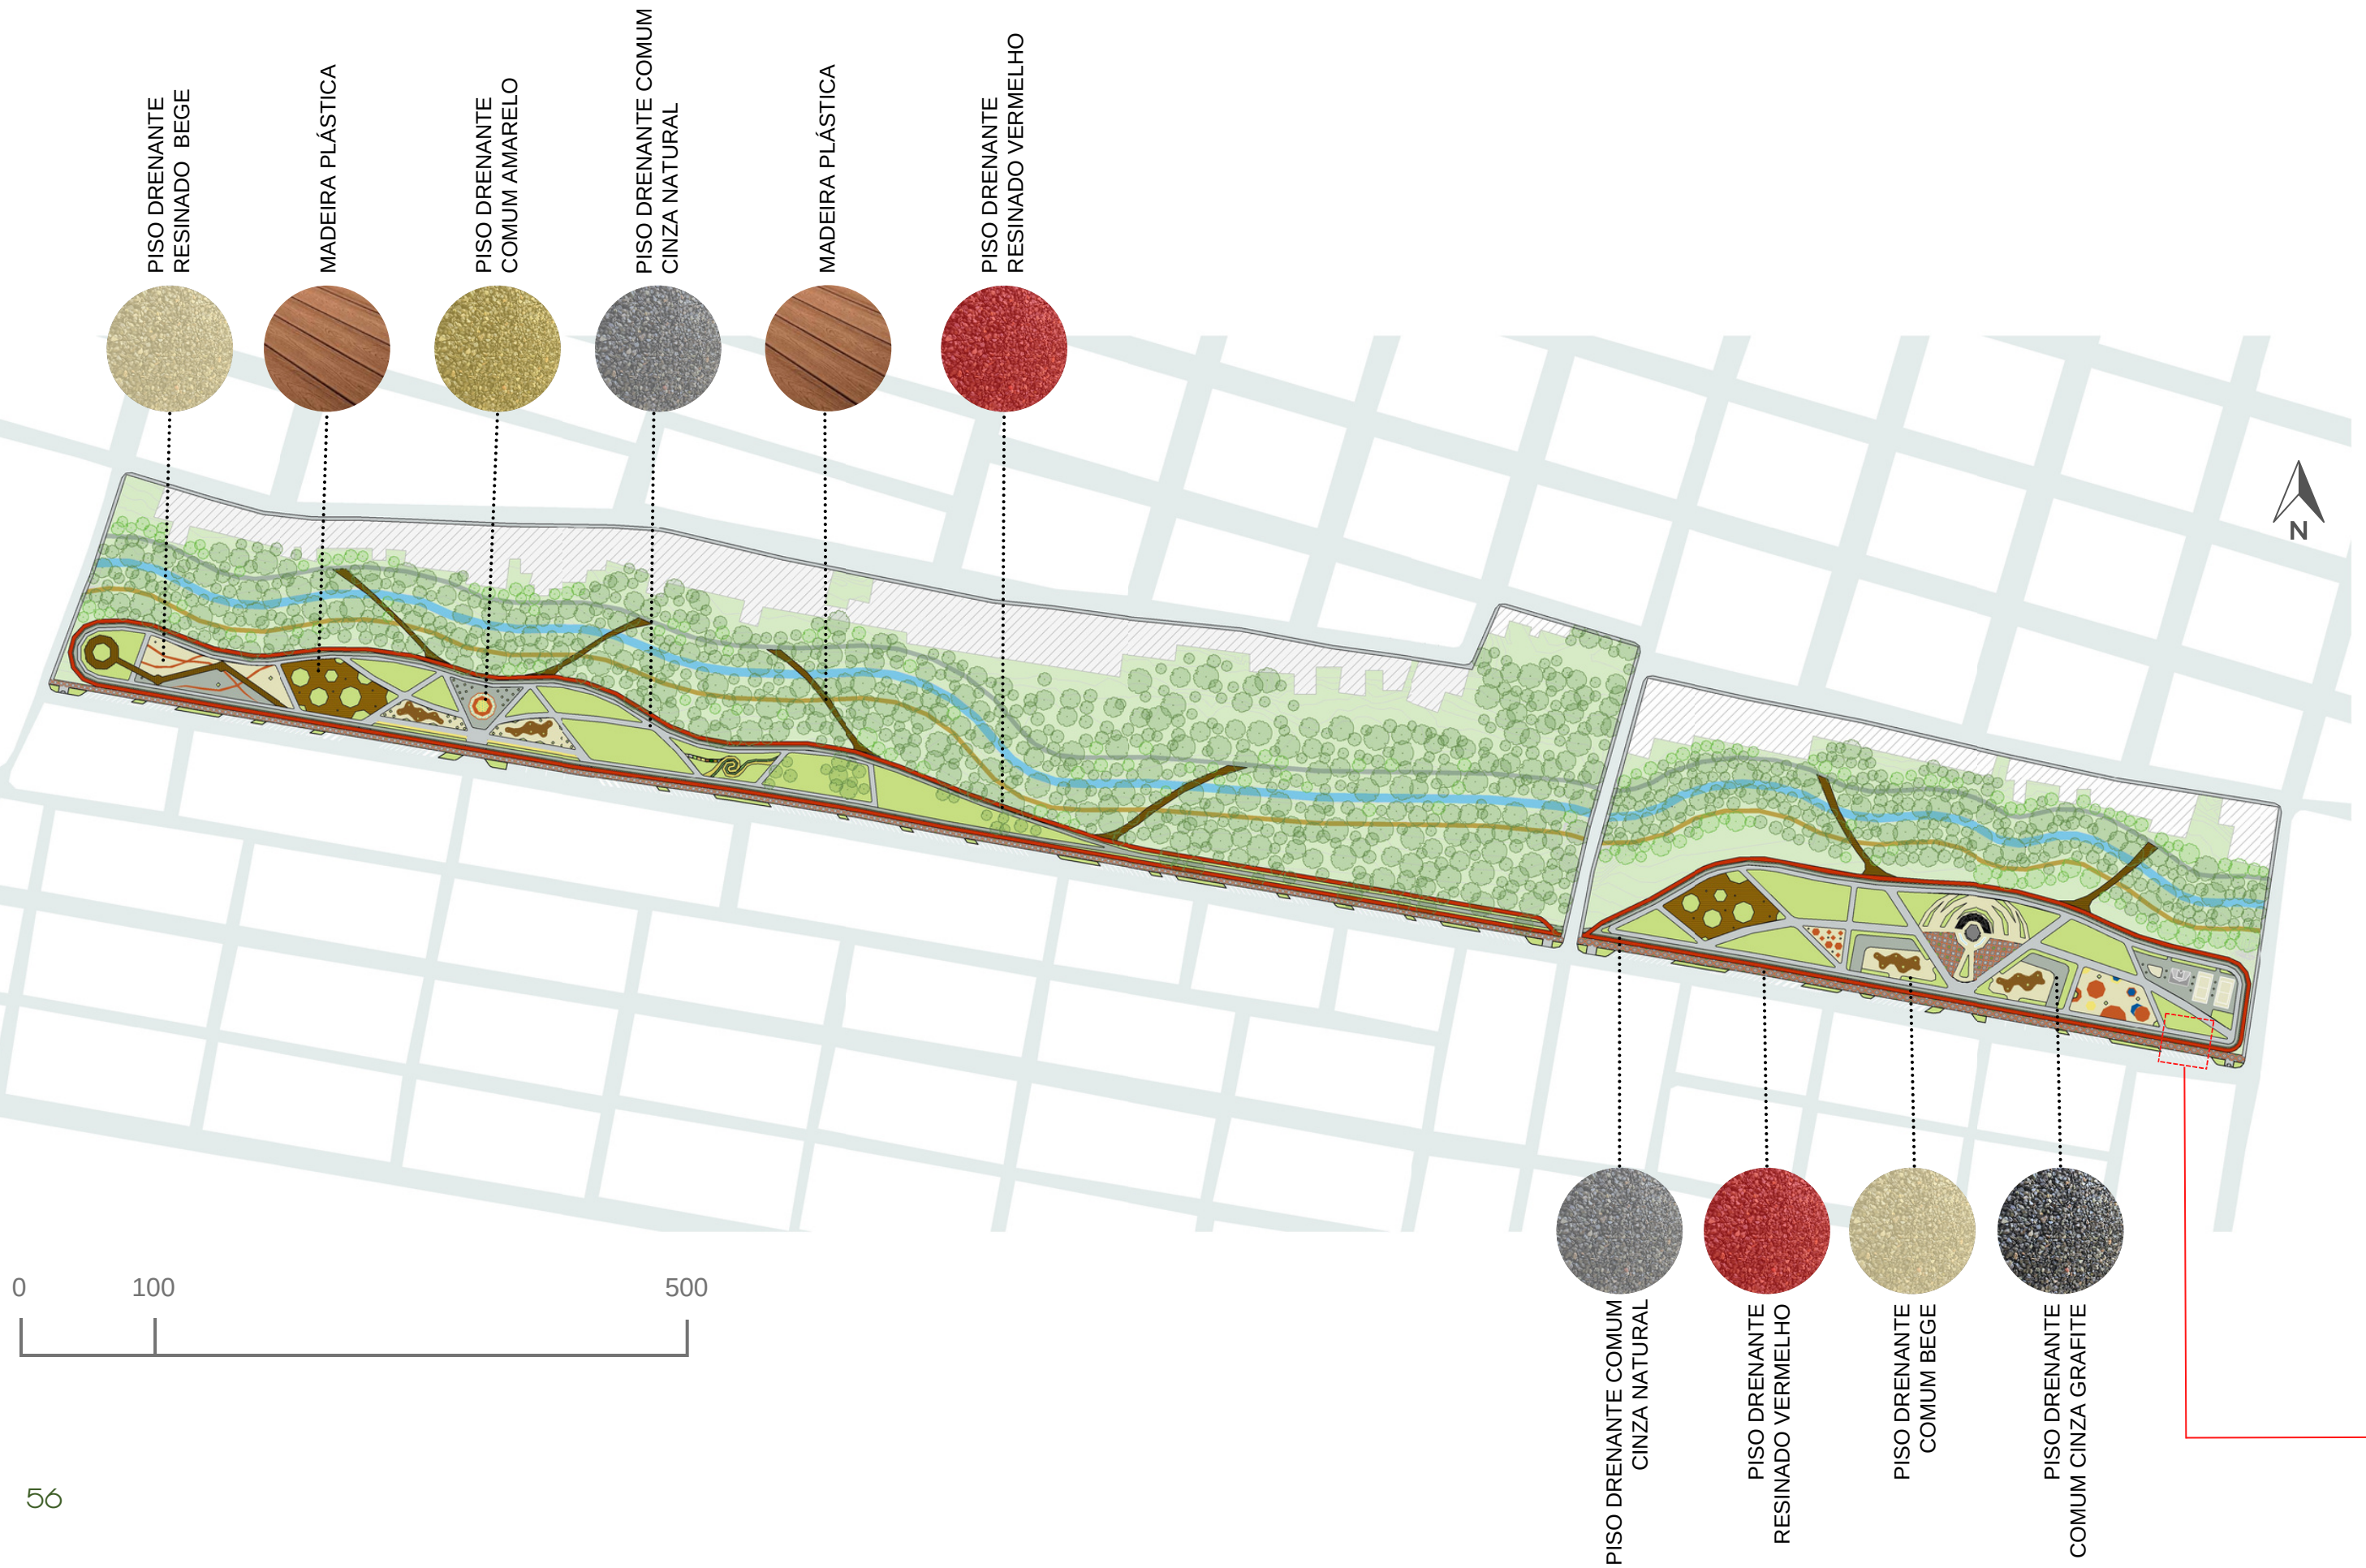 PISO DRENANTE
RESINADO BEGE
MADEIRA PLÁSTICA
PISO DRENANTE
COMUM AMARELO
PISO DRENANTE COMUM
CINZA NATURAL
MADEIRA PLÁSTICA
PISO DRENANTE
RESINADO VERMELHO
N
0
100
500
PISO DRENANTE COMUM
CINZA NATURAL
PISO DRENANTE
RESINADO VERMELHO
PISO DRENANTE
COMUM BEGE
PISO DRENANTE
COMUM CINZA GRAFITE
56